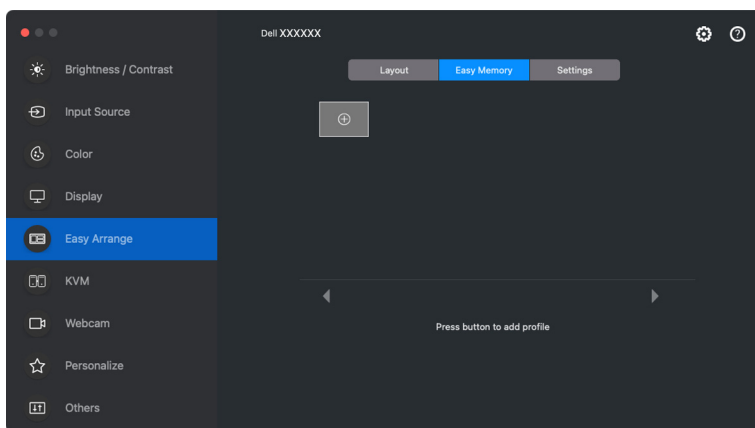 Dell XXXXXX
Brightness / Contrast
Input Source
Color
Display
Easy Arrange
KVM
Webcam
Personalize
Others
Layout Easy Memory Settings
Press button to add profile